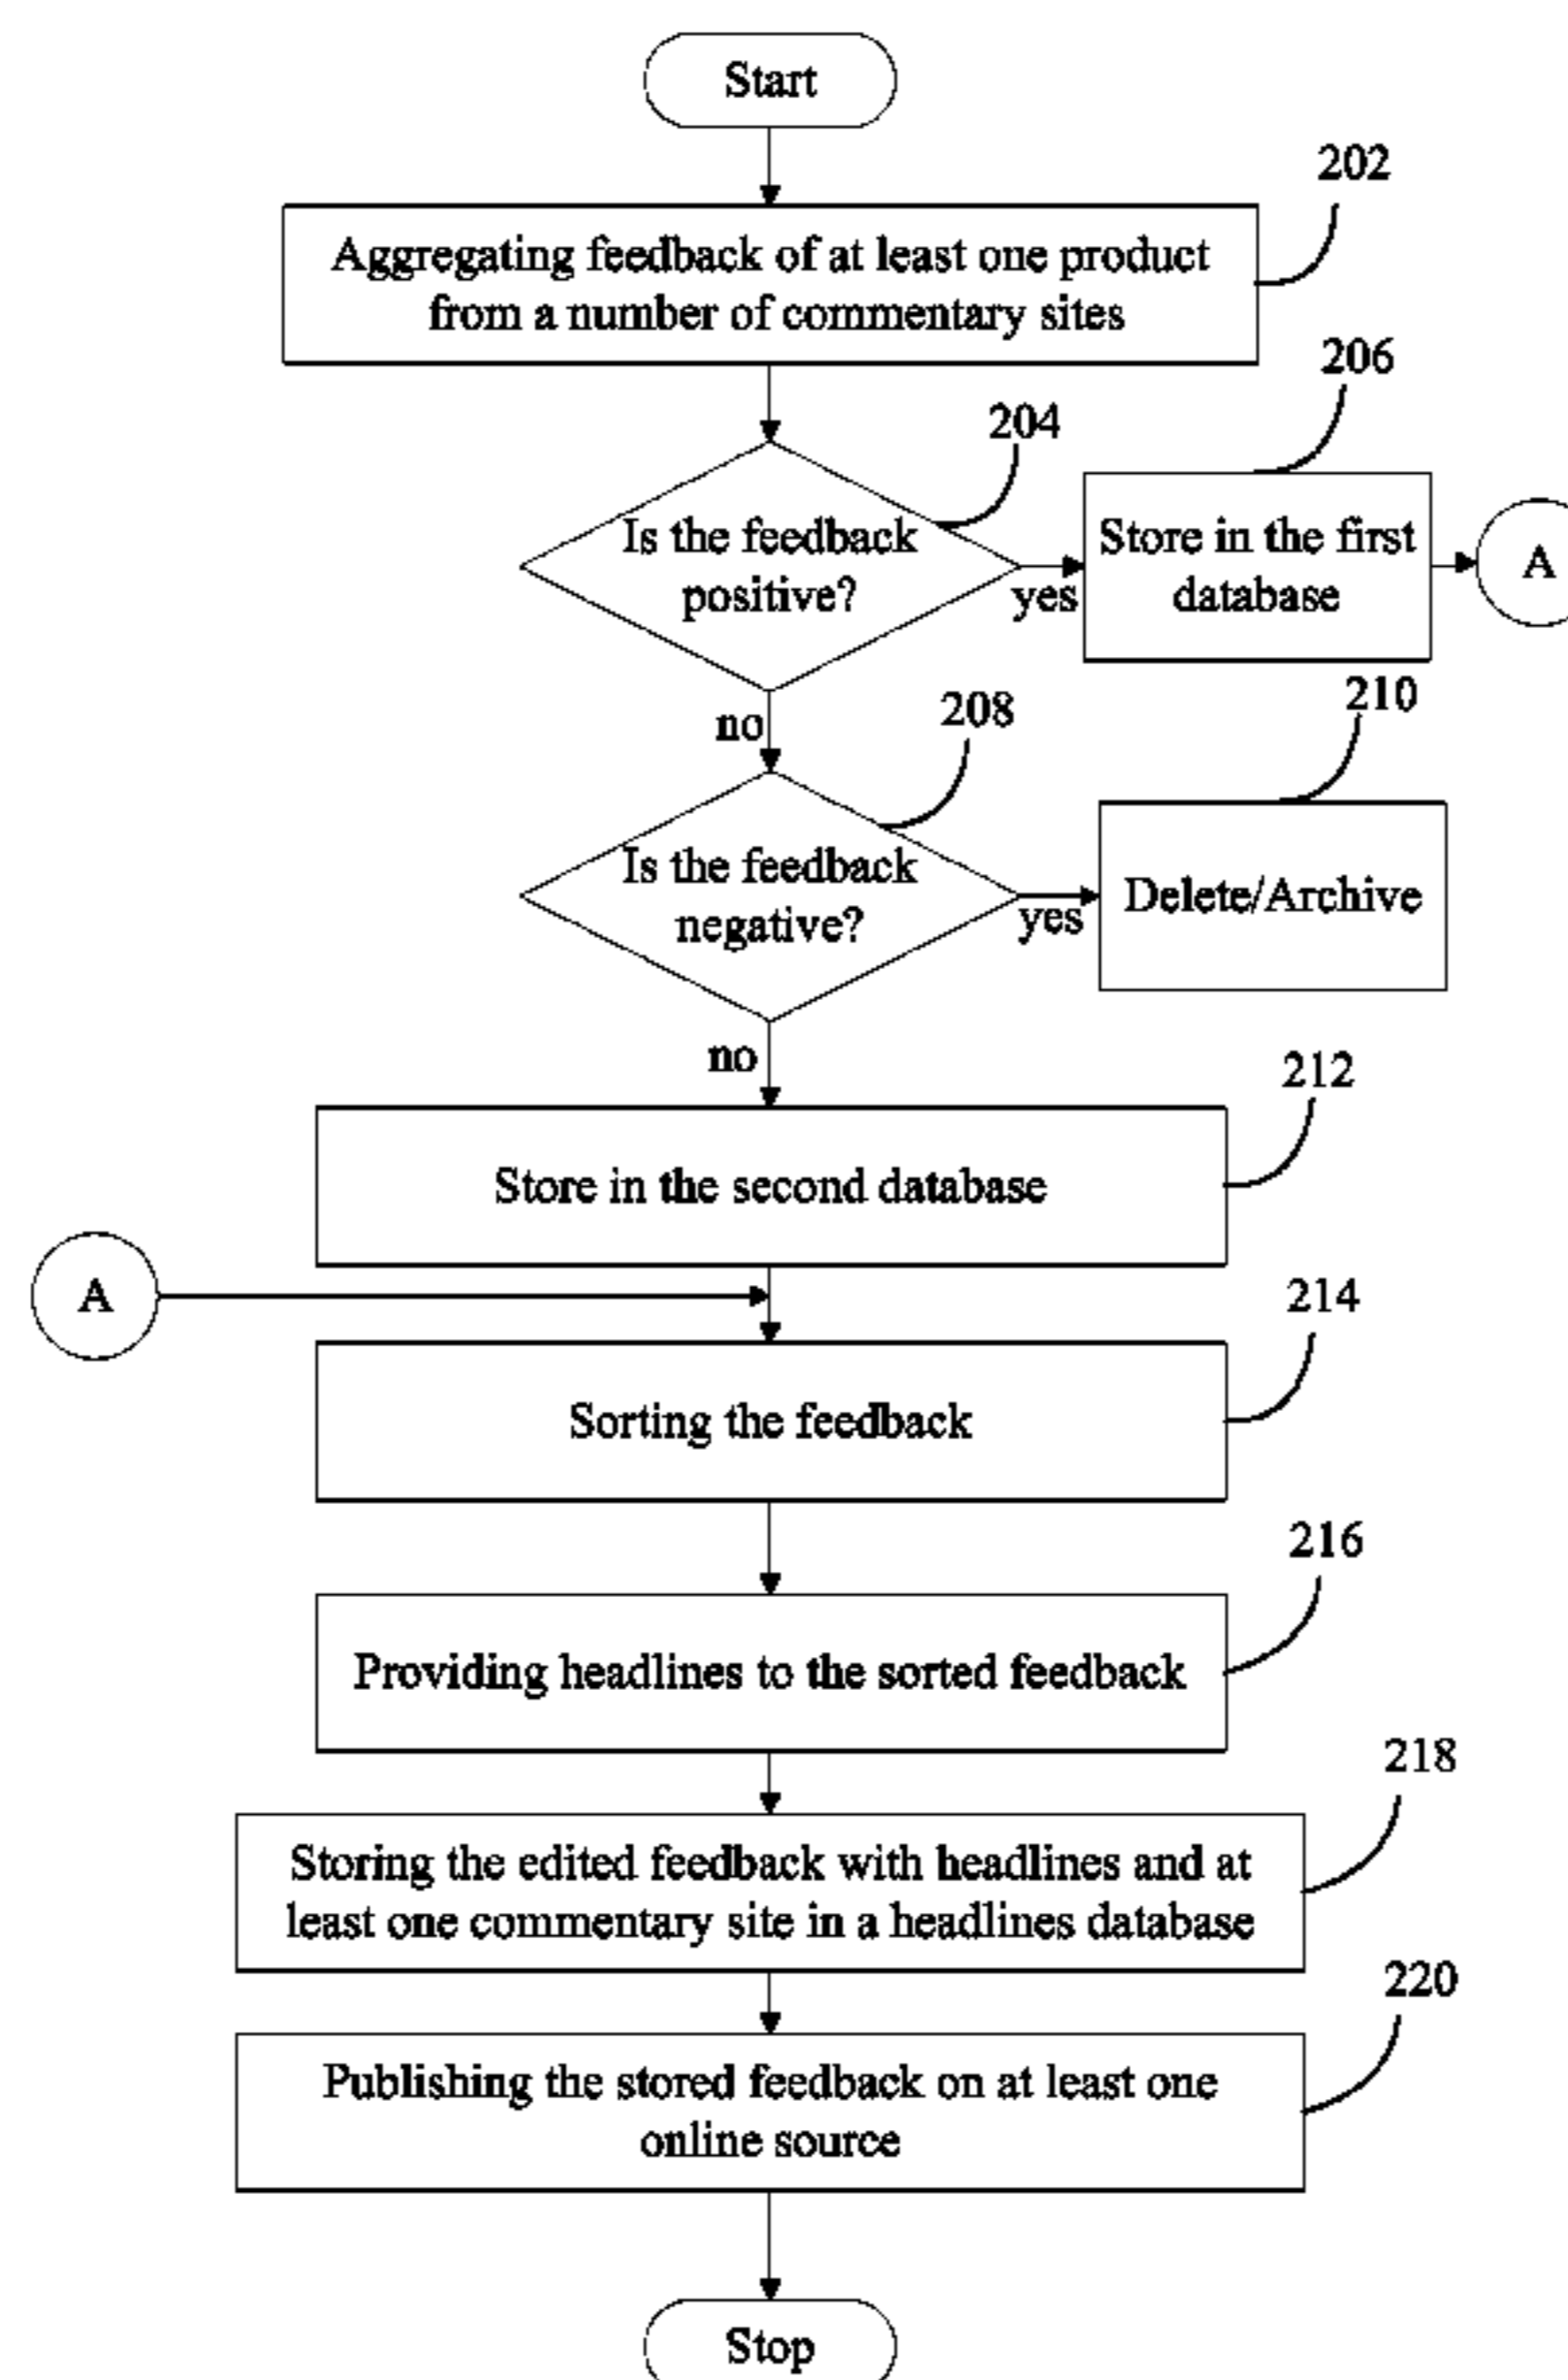 Start
202
Aggregating feedback of at least one product
from a number of commentary sites
206
204
Is the feedback
positive?
yes
Store in the first
database
A
no
210
208
Is the feedback
negative?
yes
Delete/Archive
no
212
Store in the second database
A
214
Sorting the feedback
216
Providing headlines to the sorted feedback
218
Storing the edited feedback with headlines and at
least one commentary site in a headlines database
220
Publishing the stored feedback on at least one
online source
Stop